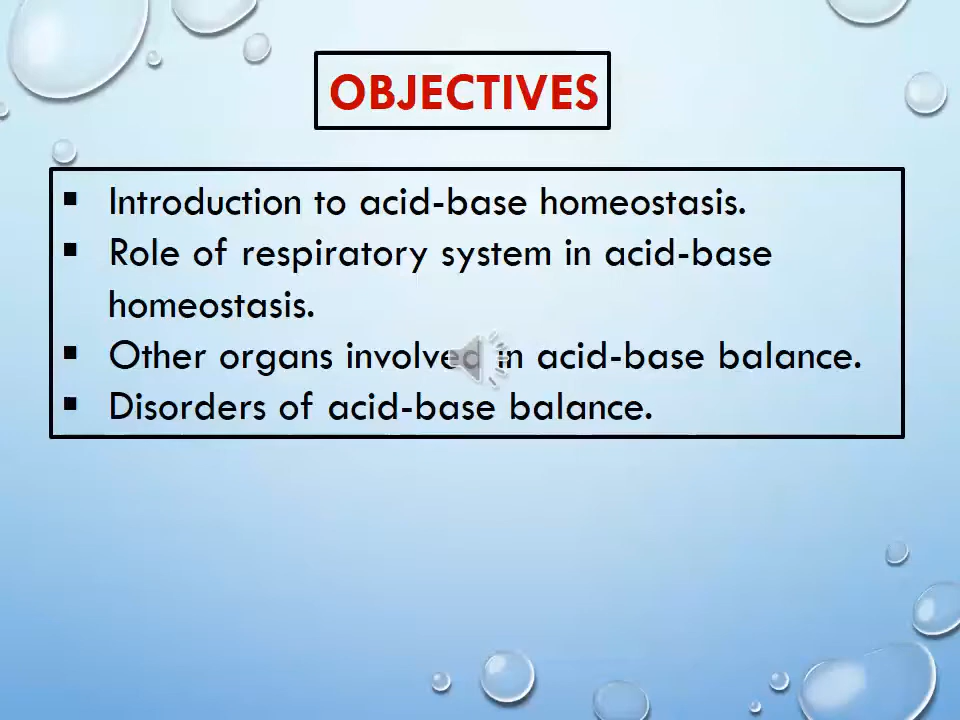 OBJECTIVES
▪ Introduction to acid-base homeostasis.
▪ Role of respiratory system in acid-base
homeostasis.
▪ Other organs involved in acid-base balance.
▪ Disorders of acid-base balance.